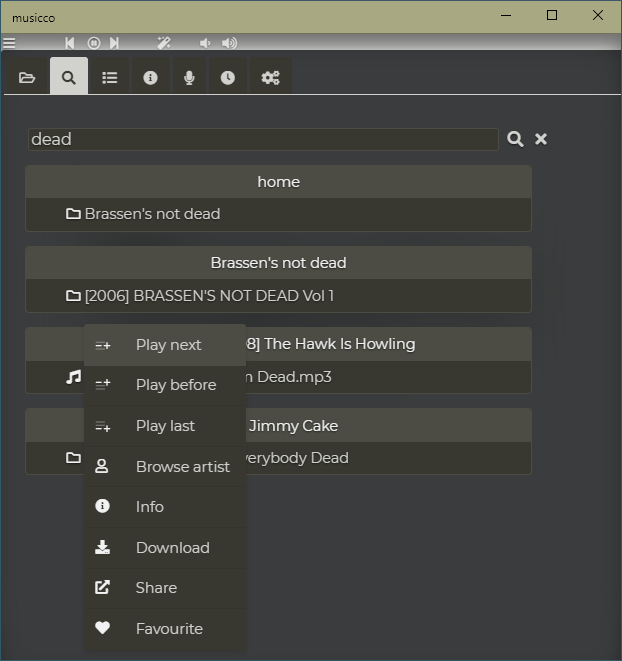 musicco
dead
home
Brassen's not dead
Brassen's not dead
[2006] BRASSEN'S NOT DEAD Vol 1
8] The Hawk Is Howling
Dead.mp3
Jimmy Cake
Dead
Play next
Play before
Play last
Browse artist
Info
Download
Share
Favourite